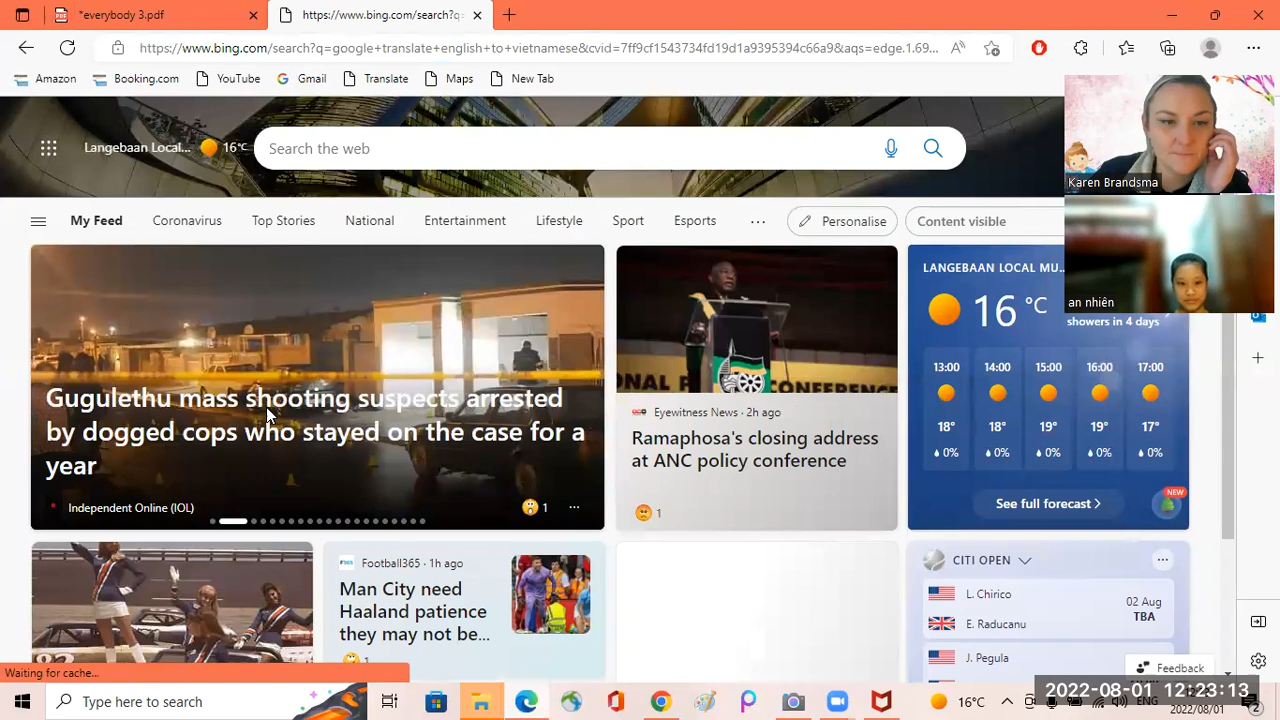 *everybody 3.pdf
https://www.bing.com/search?q=
https://www.bing.com/search?q=google+translate+english+to+vietnamese&cvid=7ff9cf1543734fd19d1a9395394c6ea9&aqs=edge.1.69...
Amazon
Booking.com
YouTube
Gmail
Translate
Maps
New Tab
Langebaan Local...
16°C
Search the web
Karen Brandsma
My Feed
Coronavirus
Top Stories
National
Entertainment
Lifestyle
Sport
Esports
...
Personalise
Content visible
Gugulethu mass shooting suspects arrested
by dogged cops who stayed on the case for a
year
Independent Online (IOL)
1
...
Eyewitness News · 2h ago
Ramaphosa's closing address
at ANC policy conference
1
LANGEBAAN LOCAL MU...
16 °C
showers in 4 days
an nhiên
13:00 14:00 15:00 16:00 17:00
18° 18° 19° 19° 17°
0% 0% 0% 0% 0%
See full forecast
NEW
Football365 · 1h ago
Man City need
Haaland patience
they may not be...
1
CITI OPEN
...
L. Chirico
E. Raducanu
02 Aug
TBA
J. Pegula
Feedback
Waiting for cache...
Type here to search
16°C
ENG
2022/08/01
2
2022-08-01 12:23:13